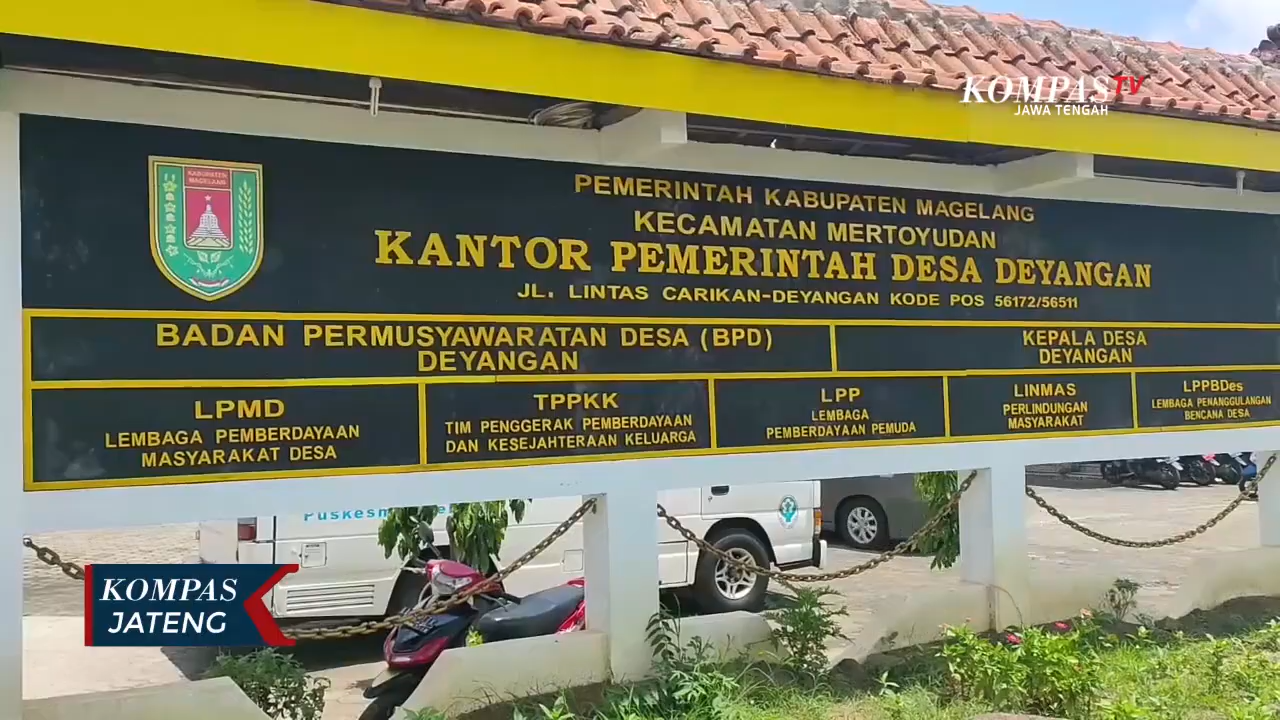 KOMPAS TV
JAWA TENGAH
KABUPATEN
MAGELANG
PEMERINTAH KABUPATEN MAGELANG
KECAMATAN MERTOYUDAN
KANTOR PEMERINTAH DESA DEYANGAN
JL. LINTAS CARIKAN-DEYANGAN KODE POS 56172/56511
BADAN PERMUSYAWARATAN DESA (BPD)
DEYANGAN
KEPALA DESA
DEYANGAN
LPMD
LEMBAGA PEMBERDAYAAN
MASYARAKAT DESA
TPPKK
TIM PENGGERAK PEMBERDAYAAN
DAN KESEJAHTERAAN KELUARGA
LPP
LEMBAGA
PEMBERDAYAAN PEMUDA
LINMAS
PERLINDUNGAN
MASYARAKAT
LPPBDes
LEMBAGA PENANGGULANGAN
BENCANA DESA
KOMPAS
JATENG